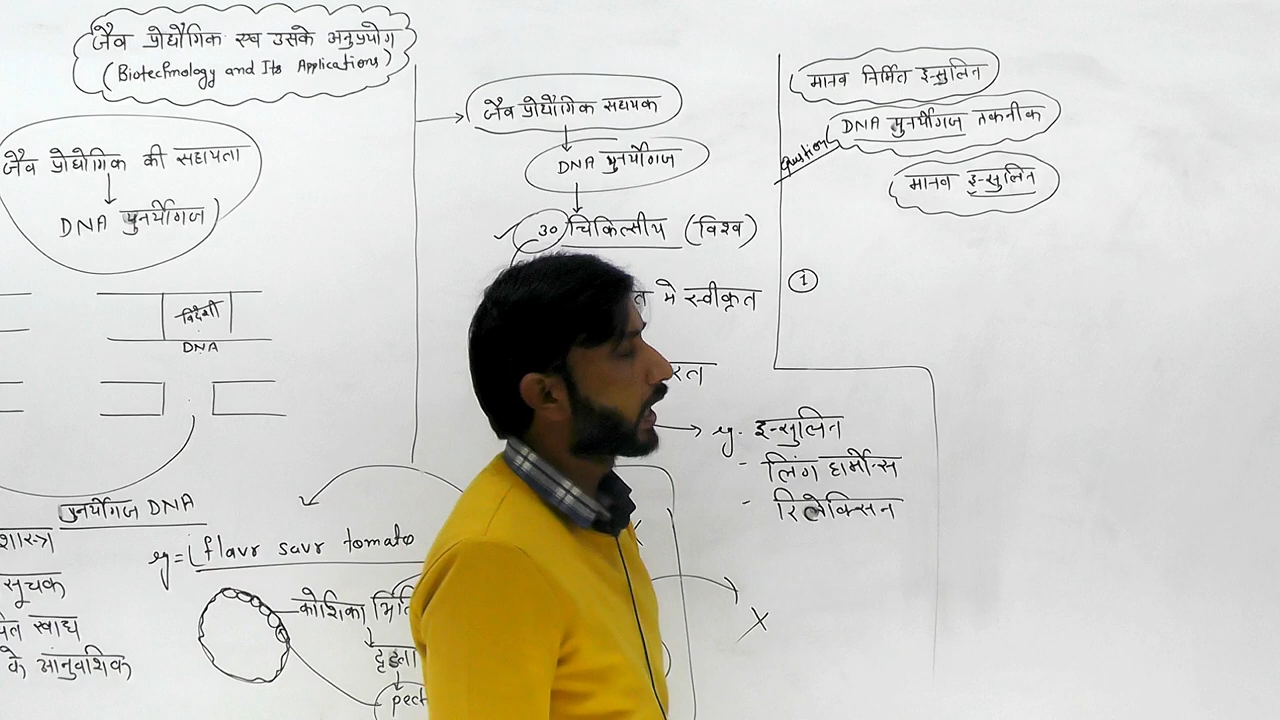 जैव प्रोद्यौगिक एव उसके अनुप्रयोग
(Biotechnology and Its Applications)
जैव प्रोद्योगिक की सहायता
DNA पुनर्योगज
विदेशी
DNA
पुनर्योगज DNA
शास्त्र
सूचक
खाद्य
के आनुवंशिक
eg = flavr savr tomato
कोशिका भित्ति
दृढ़ता
pect
जैव प्रोद्यौगिक सहायक
DNA पुनर्योगज
30 चिकित्सीय (विश्व)
मे स्वीकृत
रत
eg. इन्सुलिन
- लिंग हार्मोन्स
- रिलेक्सिन
X
मानव निर्मित इन्सुलिन
DNA पुनर्योगज तकनीक
Question
मानव इन्सुलिन
1